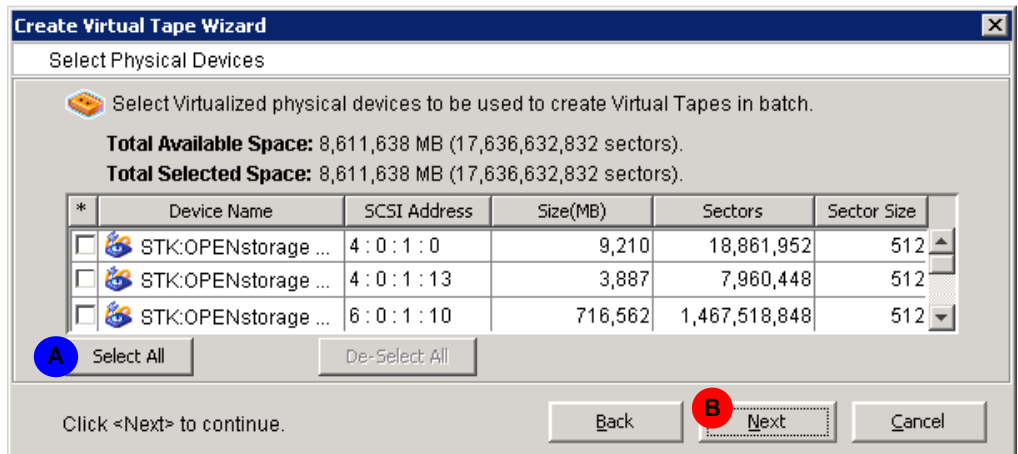 Create Virtual Tape Wizard
Select Physical Devices
Select Virtualized physical devices to be used to create Virtual Tapes in batch.
Total Available Space: 8,611,638 MB (17,636,632,832 sectors).
Total Selected Space: 8,611,638 MB (17,636,632,832 sectors).
* Device Name SCSI Address Size(MB) Sectors Sector Size
STK:OPENstorage ... 4 : 0 : 1 : 0 9,210 18,861,952 512
STK:OPENstorage ... 4 : 0 : 1 : 13 3,887 7,960,448 512
STK:OPENstorage ... 6 : 0 : 1 : 10 716,562 1,467,518,848 512
A Select All De-Select All
Click <Next> to continue. Back B Next Cancel